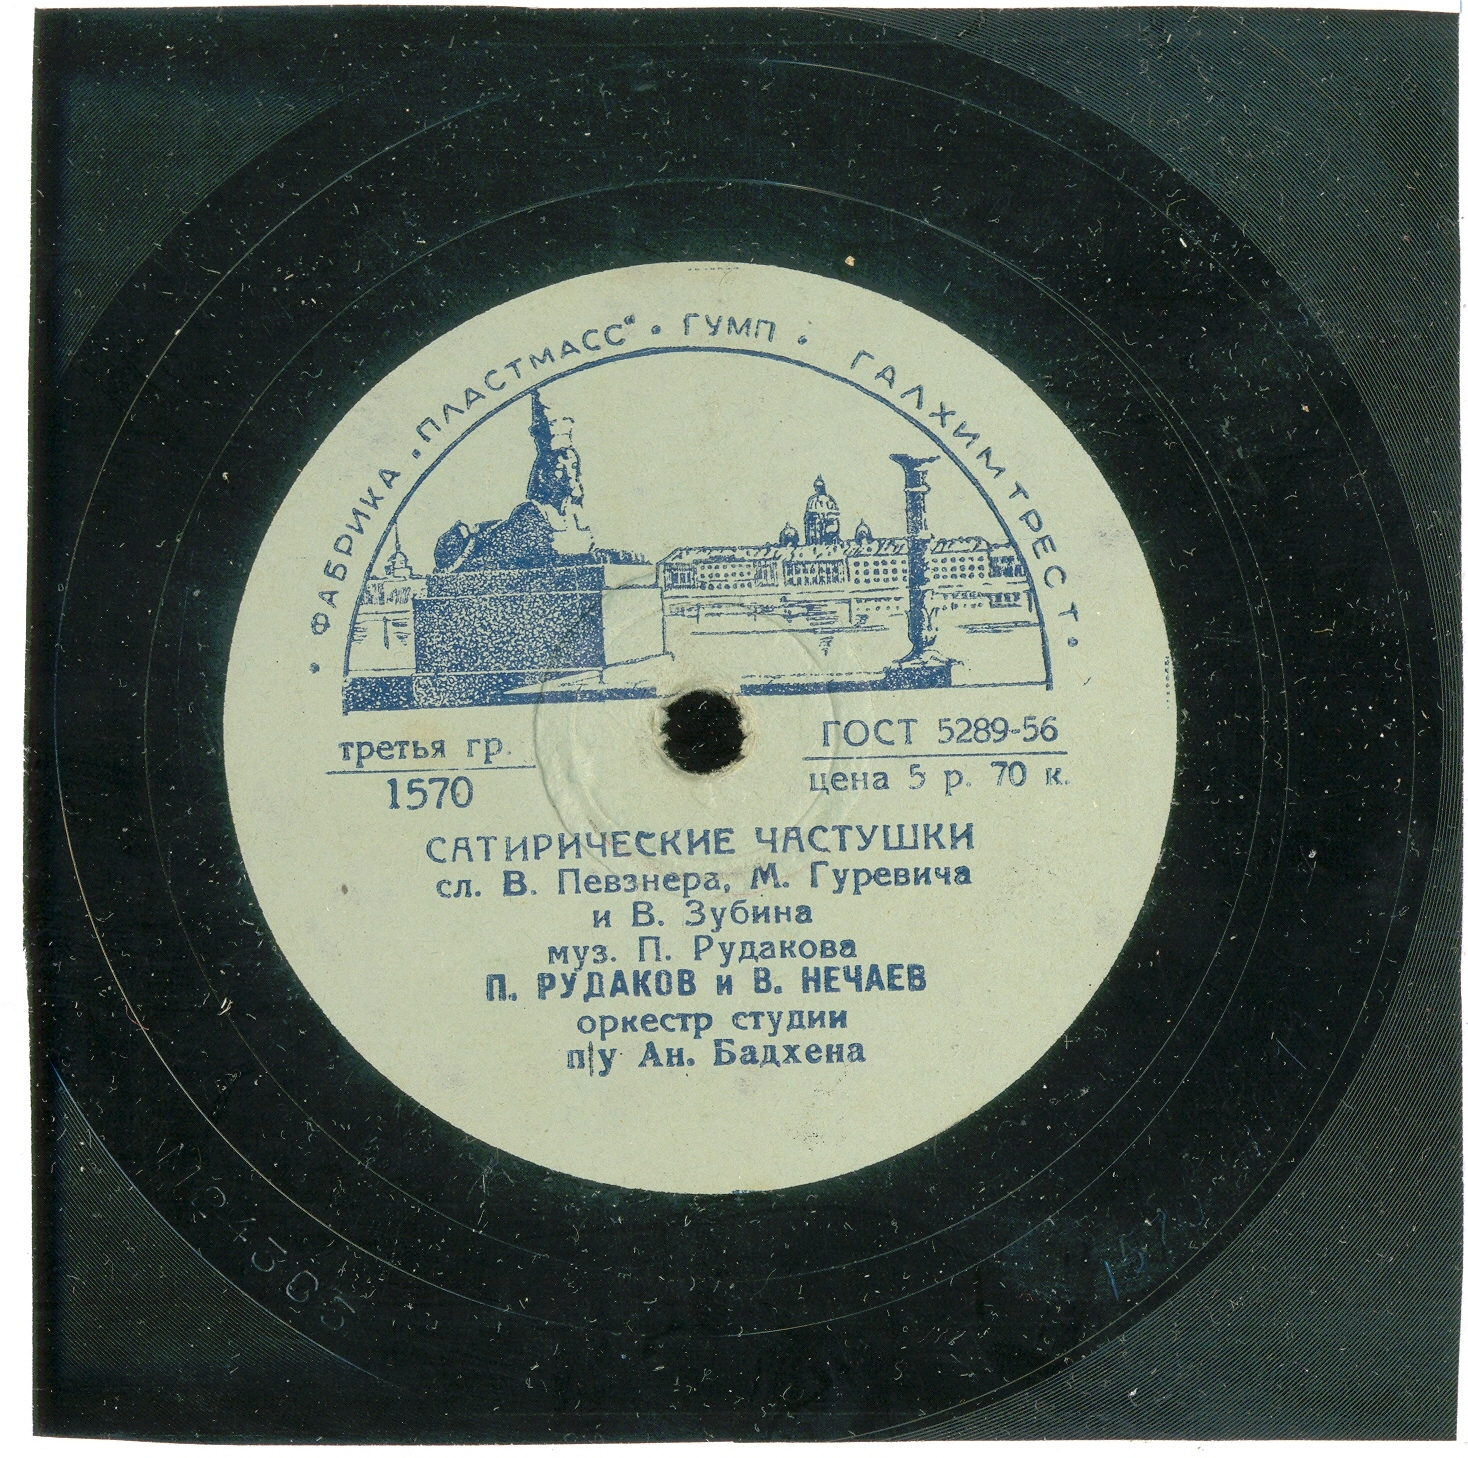 • ФАБРИКА „ПЛАСТМАСС“ • ГУМП • ГАЛХИМТРЕСТ •
третья гр.
1570
ГОСТ 5289-56
цена 5 р. 70 к.
САТИРИЧЕСКИЕ ЧАСТУШКИ
сл. В. Певзнера, М. Гуревича
и В. Зубина
муз. П. Рудакова
П. РУДАКОВ и В. НЕЧАЕВ
оркестр студии
п/у Ан. Бадхена